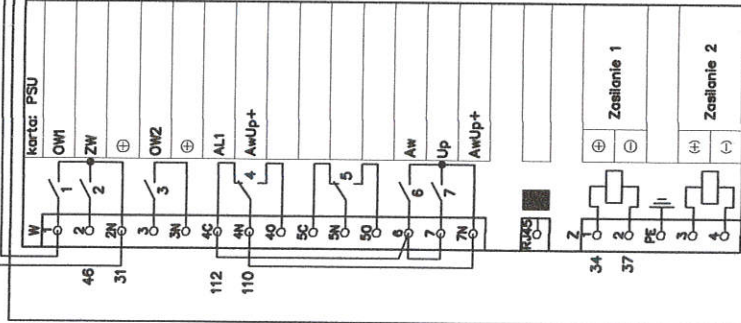 karta: PSU
OW1
ZW
⊕
OW2
⊕
AL1
AwUp+
Aw
Up
AwUp+
⊕
Zasilanie 1
⊖
(+)
Zasilanie 2
(-)
1
2
3
4
5
6
7
W
1
2
2N
3
3N
4C
4N
4O
5C
5N
5O
6
7
7N
RJ45
Z
1
2
PE
3
4
46
31
112
110
34
37